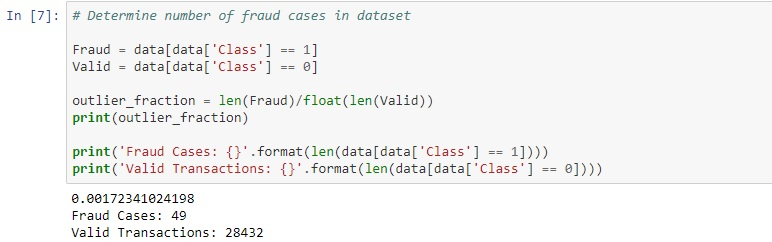 In [7]: # Determine number of fraud cases in dataset
Fraud = data[data['Class'] == 1]
Valid = data[data['Class'] == 0]
outlier_fraction = len(Fraud)/float(len(Valid))
print(outlier_fraction)
print('Fraud Cases: {}'.format(len(data[data['Class'] == 1])))
print('Valid Transactions: {}'.format(len(data[data['Class'] == 0])))
0.00172341024198
Fraud Cases: 49
Valid Transactions: 28432